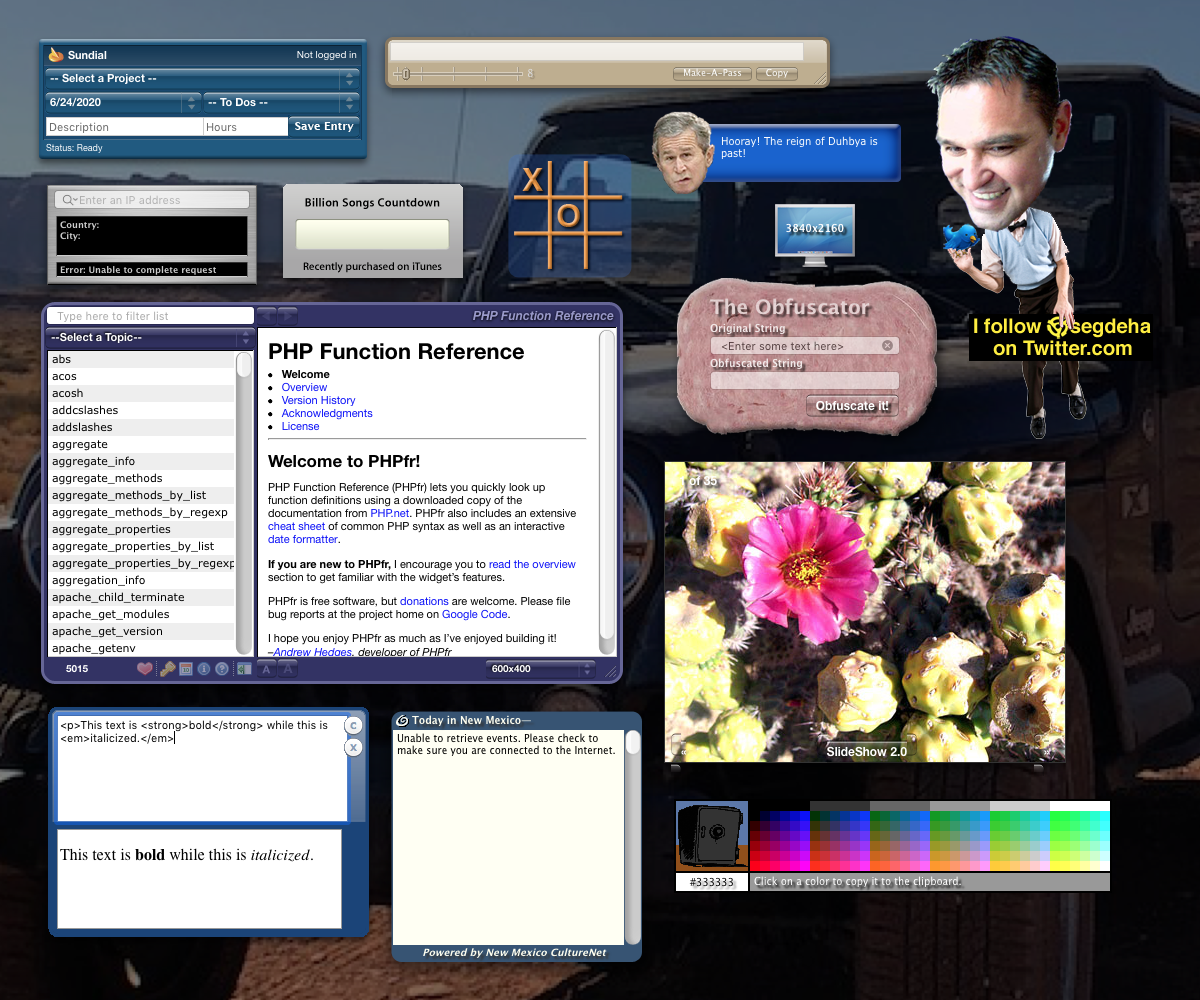 Sundial
Not logged in
-- Select a Project --
6/24/2020
-- To Dos --
Description
Hours
Save Entry
Status: Ready
0
8
Make-A-Pass
Copy
Hooray! The reign of Duhbya is
past!
Enter an IP address
Country:
City:
Error: Unable to complete request
Billion Songs Countdown
Recently purchased on iTunes
X
O
3840x2160
I follow @segdeha
on Twitter.com
The Obfuscator
Original String
<Enter some text here>
Obfuscated String
Obfuscate it!
Type here to filter list
PHP Function Reference
--Select a Topic--
abs
acos
acosh
addcslashes
addslashes
aggregate
aggregate_info
aggregate_methods
aggregate_methods_by_list
aggregate_methods_by_regexp
aggregate_properties
aggregate_properties_by_list
aggregate_properties_by_regexp
aggregation_info
apache_child_terminate
apache_get_modules
apache_get_version
apache_getenv
PHP Function Reference
• Welcome
• Overview
• Version History
• Acknowledgments
• License
Welcome to PHPfr!
PHP Function Reference (PHPfr) lets you quickly look up
function definitions using a downloaded copy of the
documentation from PHP.net. PHPfr also includes an extensive
cheat sheet of common PHP syntax as well as an interactive
date formatter.
If you are new to PHPfr, I encourage you to read the overview
section to get familiar with the widget's features.
PHPfr is free software, but donations are welcome. Please file
bug reports at the project home on Google Code.
I hope you enjoy PHPfr as much as I've enjoyed building it!
–Andrew Hedges, developer of PHPfr
5015
A
A
600x400
1 of 35
«
SlideShow 2.0
»
<p>This text is <strong>bold</strong> while this is
<em>italicized.</em>
C
X
This text is bold while this is italicized.
Today in New Mexico—
Unable to retrieve events. Please check to
make sure you are connected to the Internet.
Powered by New Mexico CultureNet
#333333
Click on a color to copy it to the clipboard.